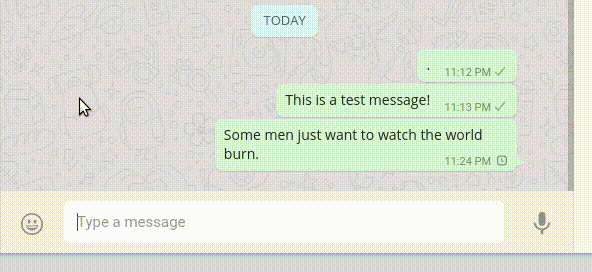 TODAY
.
11:12 PM
This is a test message!
11:13 PM
Some men just want to watch the world
burn.
11:24 PM
Type a message